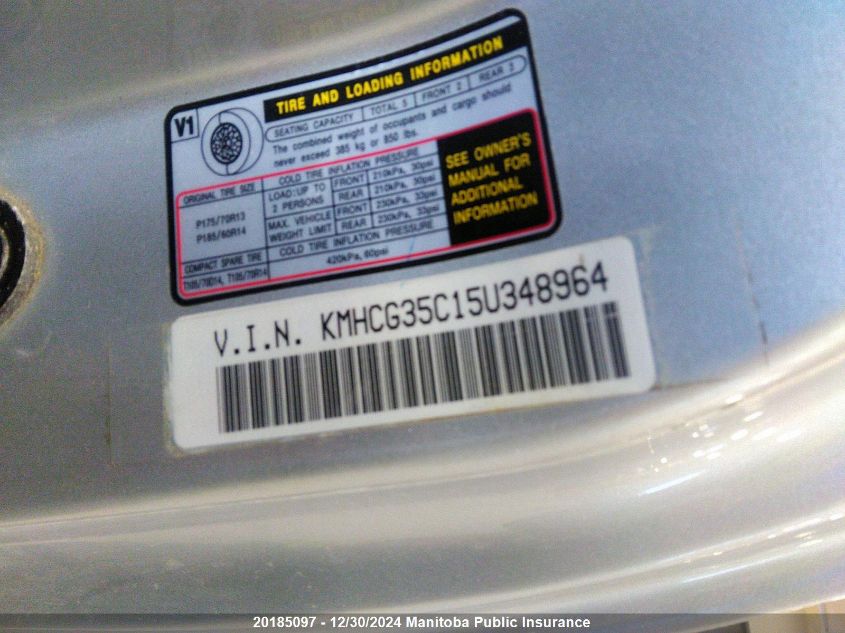 V1
TIRE AND LOADING INFORMATION
SEATING CAPACITY TOTAL 5 FRONT 2 REAR 3
The combined weight of occupants and cargo should
never exceed 385 kg or 850 lbs.
ORIGINAL TIRE SIZE COLD TIRE INFLATION PRESSURE
P175/70R13
P185/60R14
LOAD:UP TO
2 PERSONS
FRONT 210kPa, 30psi
REAR 210kPa, 30psi
MAX. VEHICLE
WEIGHT LIMIT
FRONT 230kPa, 33psi
REAR 230kPa, 33psi
COMPACT SPARE TIRE COLD TIRE INFLATION PRESSURE
T105/70D14, T105/70R14 420kPa, 60psi
SEE OWNER'S
MANUAL FOR
ADDITIONAL
INFORMATION
V.I.N. KMHCG35C15U348964
20185097 - 12/30/2024 Manitoba Public Insurance